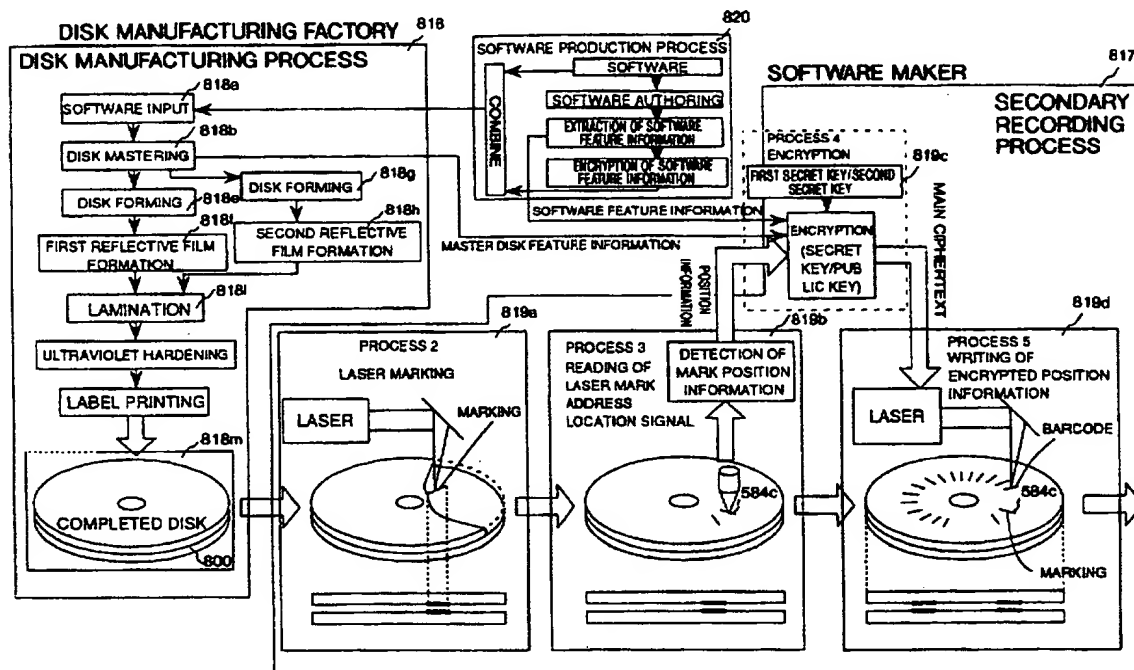 DISK MANUFACTURING FACTORY
816
DISK MANUFACTURING PROCESS
818a
SOFTWARE INPUT
818b
DISK MASTERING
DISK FORMING
818g
DISK FORMING
818e
818f
818h
FIRST REFLECTIVE FILM
FORMATION
SECOND REFLECTIVE
FILM FORMATION
LAMINATION
818i
ULTRAVIOLET HARDENING
LABEL PRINTING
818m
COMPLETED DISK
800
820
SOFTWARE PRODUCTION PROCESS
SOFTWARE
SOFTWARE AUTHORING
EXTRACTION OF SOFTWARE
FEATURE INFORMATION
ENCRYPTION OF SOFTWARE
FEATURE INFORMATION
COMBINE
SOFTWARE FEATURE INFORMATION
MASTER DISK FEATURE INFORMATION
SOFTWARE MAKER
817
SECONDARY
RECORDING
PROCESS
PROCESS 4
ENCRYPTION
819c
FIRST SECRET KEY/SECOND
SECRET KEY
ENCRYPTION
(SECRET
KEY/PUB
LIC KEY)
MAIN CIPHERTEXT
POSITION
INFORMATION
819a
PROCESS 2
LASER MARKING
LASER
MARKING
819b
PROCESS 3
READING OF
LASER MARK
ADDRESS
LOCATION SIGNAL
DETECTION OF
MARK POSITION
INFORMATION
584c
819d
PROCESS 5
WRITING OF
ENCRYPTED POSITION
INFORMATION
LASER
BARCODE
584c
MARKING